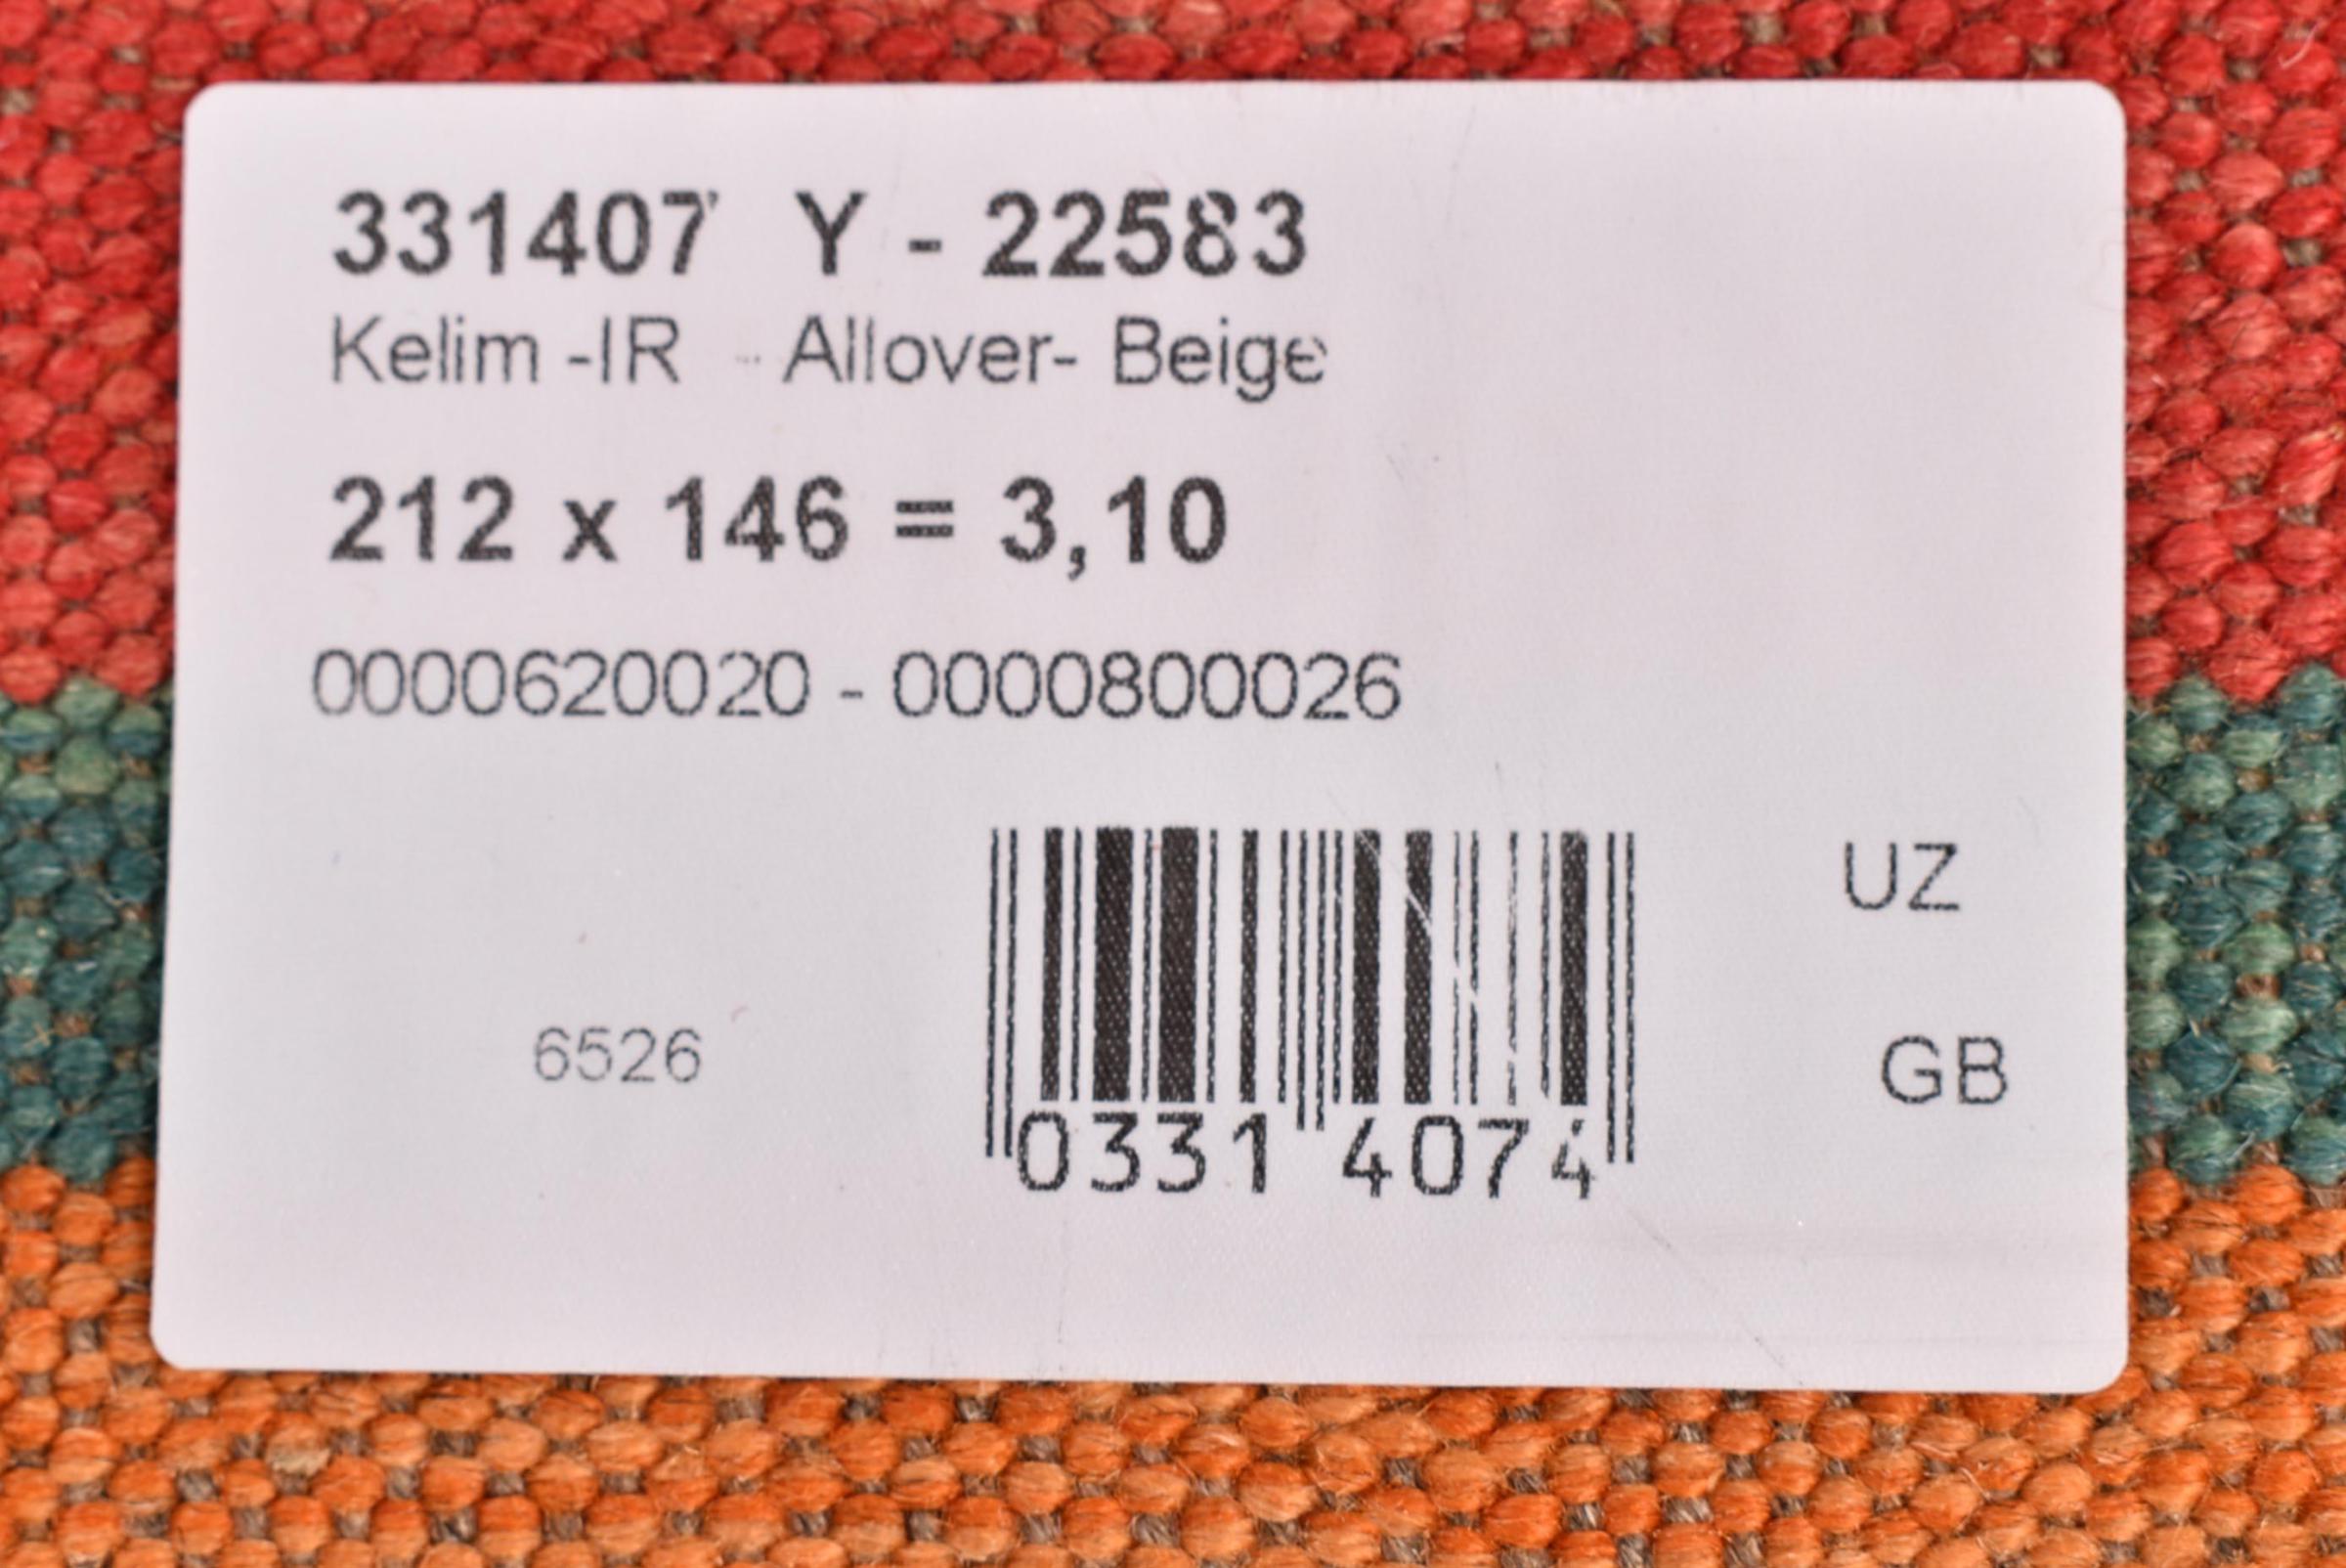 331407 Y - 22583
Kelim -IR - Allover- Beige
212 x 146 = 3,10
0000620020 - 0000800026
UZ
6526
GB
0331 4074